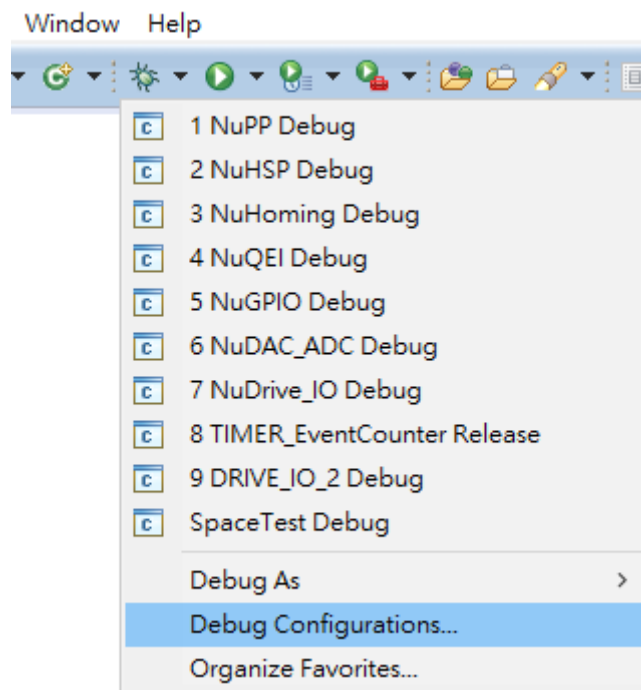 Window Help
1 NuPP Debug
2 NuHSP Debug
3 NuHoming Debug
4 NuQEI Debug
5 NuGPIO Debug
6 NuDAC_ADC Debug
7 NuDrive_IO Debug
8 TIMER_EventCounter Release
9 DRIVE_IO_2 Debug
SpaceTest Debug
Debug As
Debug Configurations...
Organize Favorites...